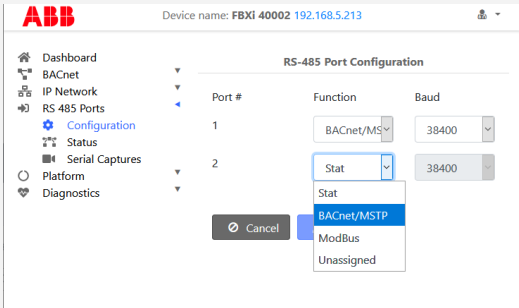 ABB
Device name: FBXi 40002 192.168.5.213
Dashboard
BACnet
IP Network
RS 485 Ports
Configuration
Status
Serial Captures
Platform
Diagnostics
RS-485 Port Configuration
Port # Function Baud
1 BACnet/MS 38400
2 Stat 38400
Stat
BACnet/MSTP
ModBus
Unassigned
Cancel